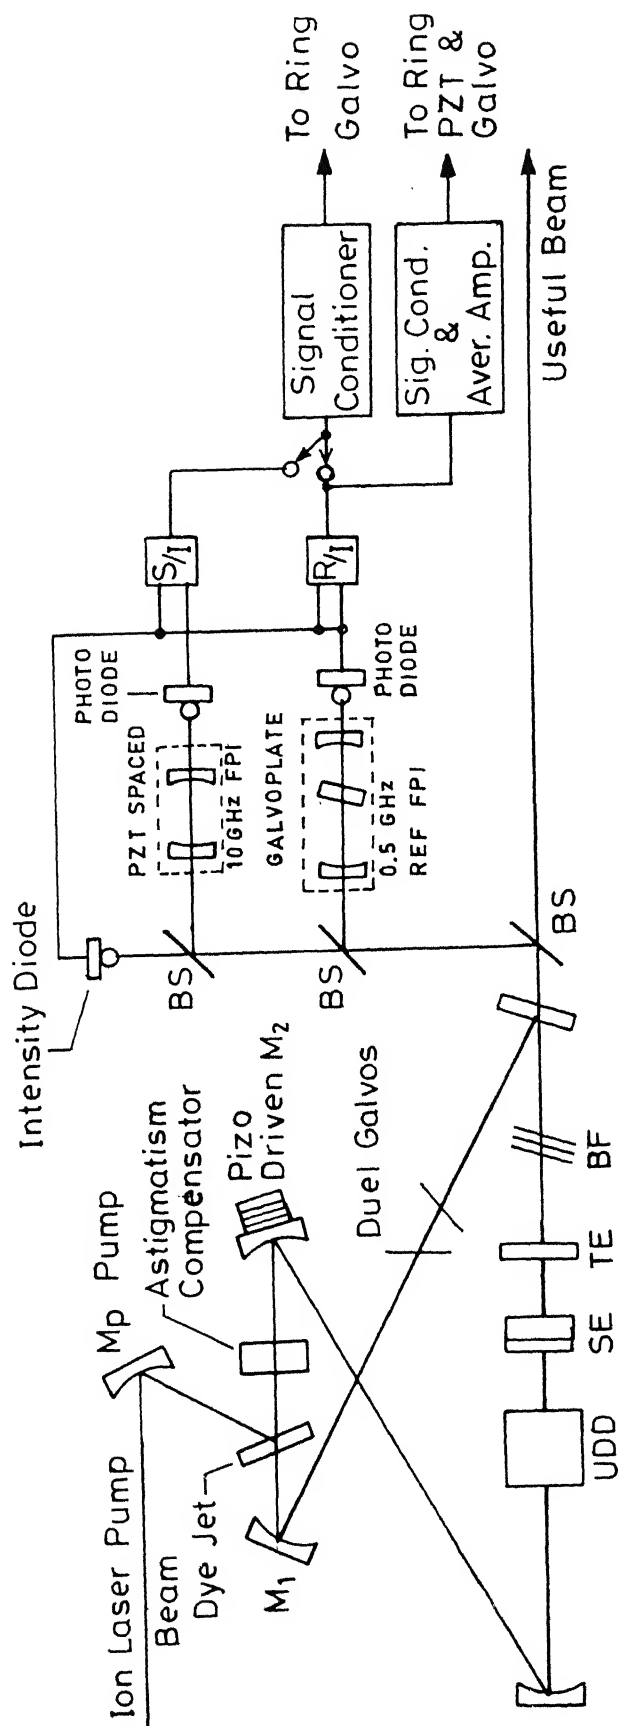 Ion Laser Pump
Beam
Mp Pump
Dye Jet
Astigmatism
Compensator
M1
Pizo
Driven M2
Duel Galvos
UDD
SE
TE
BF
BS
BS
BS
Intensity Diode
PZT SPACED
10GHz FPI
PHOTO
DIODE
GALVOPLATE
0.5 GHz
REF FPI
PHOTO
DIODE
S/I
R/I
Signal
Conditioner
Sig. Cond.
&
Aver. Amp.
To Ring
Galvo
To Ring
PZT &
Galvo
Useful Beam